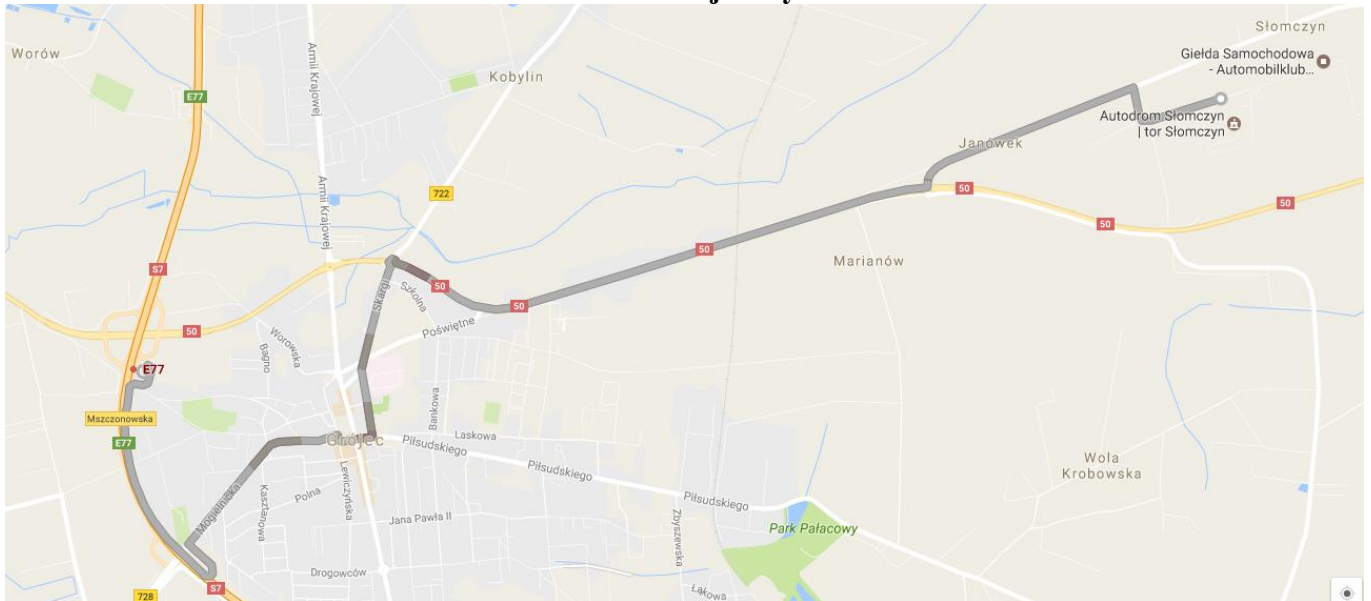 Słomczyn
Giełda Samochodowa
- Automobilklub...
Worów
Armii Krajowej
Kobylin
E77
Autodrom Słomczyn
| tor Słomczyn
Janówek
722
Armii Krajowej
50
50
50
50
S7
Marianów
50
Skargi
Szkolna
50
50
Poświętne
Worowska
Bagno
E77
Bankowa
Mszczonowska
E77
Grójec
Laskowa
Piłsudskiego
Piłsudskiego
Piłsudskiego
Wola
Krobowska
Lewiczyńska
Polna
Kasztanowa
Mogielnicka
Jana Pawła II
Zbyszewska
Park Pałacowy
Drogowców
S7
728
Łąkowa